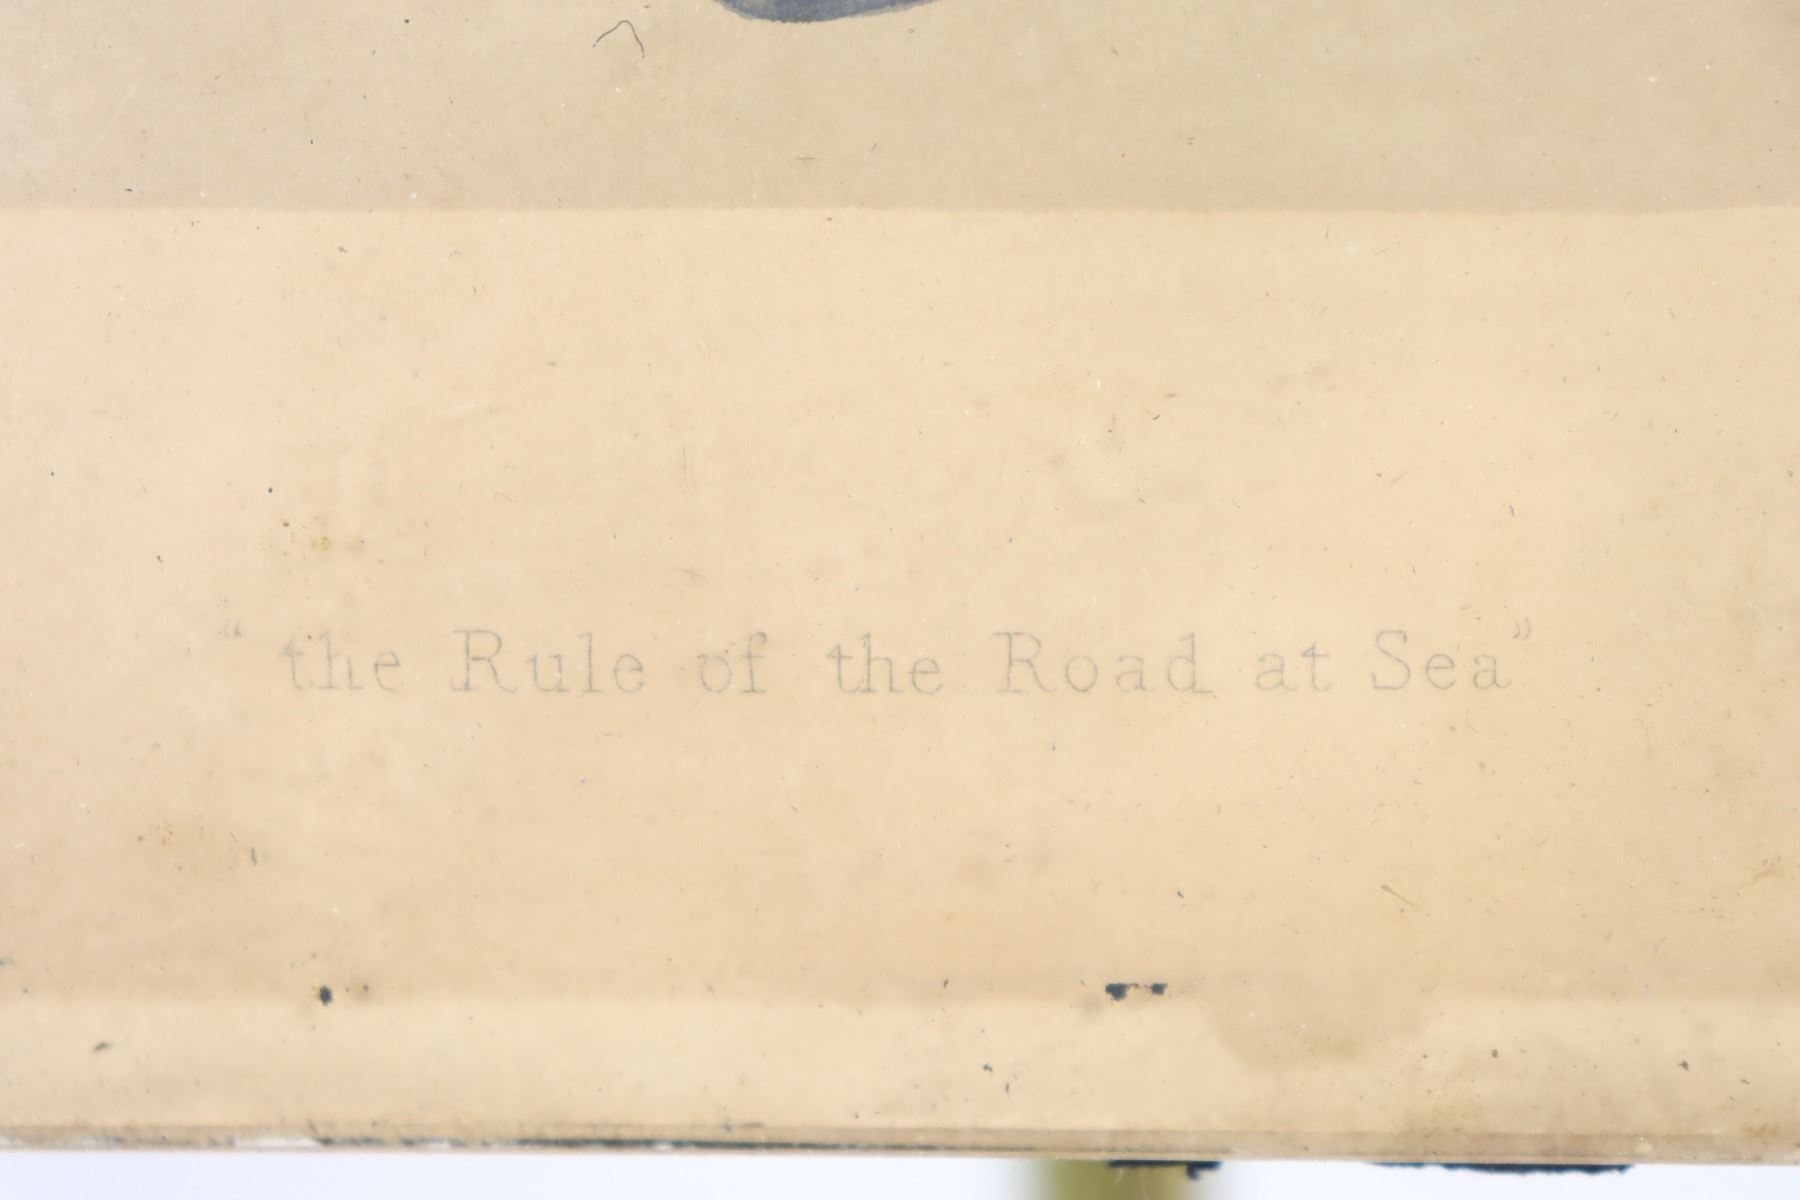 “the Rule of the Road at Sea”